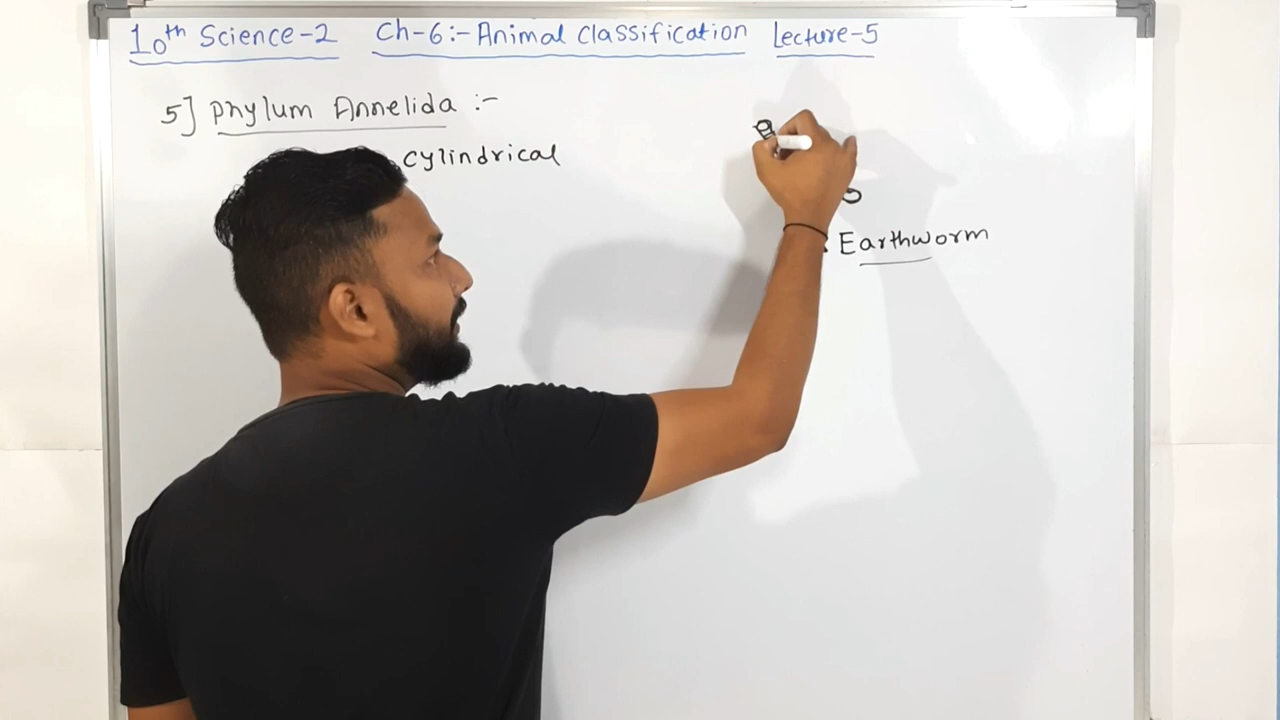 10th Science-2 Ch-6:- Animal Classification Lecture-5
5] Phylum Annelida :-
cylindrical
Earthworm